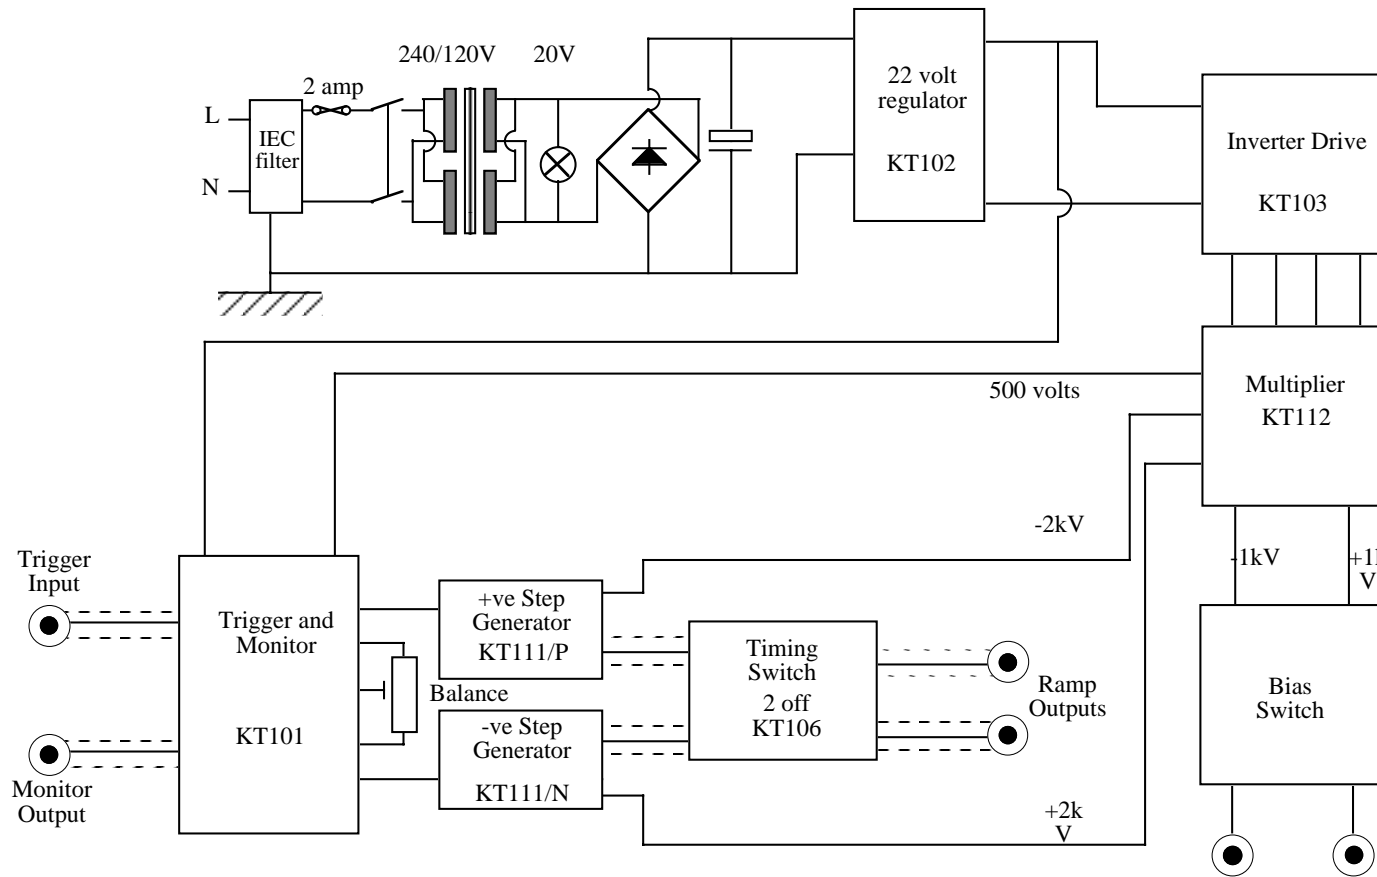 240/120V
20V
2 amp
L
N
IEC
filter
22 volt
regulator
KT102
Inverter Drive
KT103
500 volts
Multiplier
KT112
-2kV
-1kV
+1k
V
Trigger
Input
Trigger and
Monitor
KT101
+ve Step
Generator
KT111/P
Balance
-ve Step
Generator
KT111/N
Timing
Switch
2 off
KT106
Ramp
Outputs
Bias
Switch
Monitor
Output
+2k
V